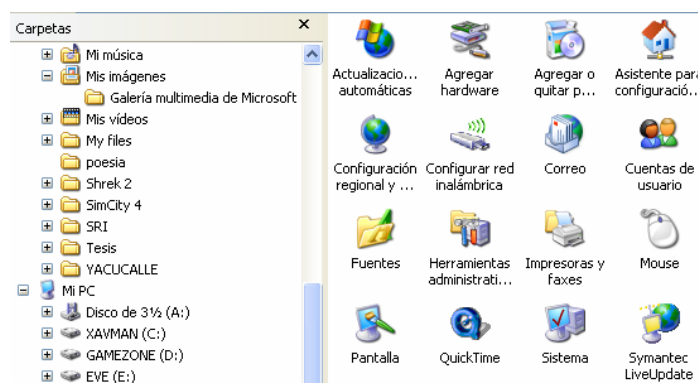 Carpetas
Mi música
Mis imágenes
Galería multimedia de Microsoft
Mis vídeos
My files
poesia
Shrek 2
SimCity 4
SRI
Tesis
YACUCALLE
Mi PC
Disco de 3½ (A:)
XAVMAN (C:)
GAMEZONE (D:)
EVE (E:)
Actualizacio...
automáticas
Agregar
hardware
Agregar o
quitar p...
Asistente para
configuració...
Configuración
regional y ...
Configurar red
inalámbrica
Correo
Cuentas de
usuario
Fuentes
Herramientas
administrati...
Impresoras y
faxes
Mouse
Pantalla
QuickTime
Sistema
Symantec
LiveUpdate